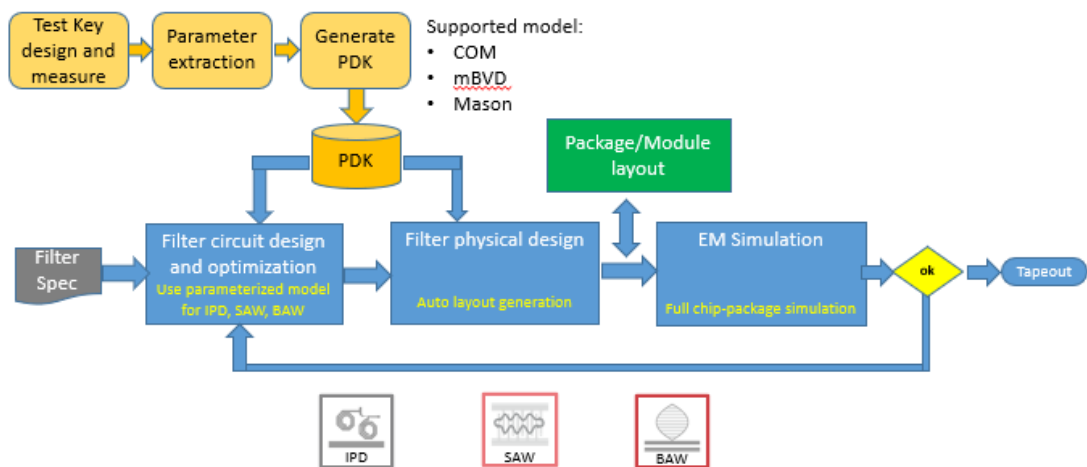 Test Key
design and
measure
Parameter
extraction
Generate
PDK
Supported model:
• COM
• mBVD
• Mason
PDK
Package/Module
layout
Filter
Spec
Filter circuit design
and optimization
Use parameterized model
for IPD, SAW, BAW
Filter physical design
Auto layout generation
EM Simulation
Full chip-package simulation
ok
Tapeout
IPD
SAW
BAW